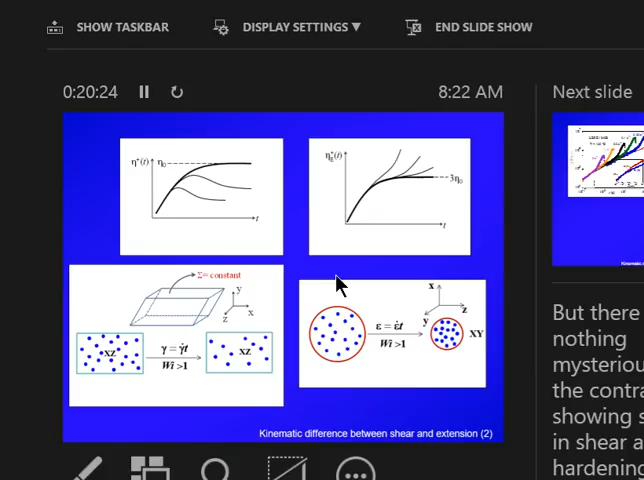 SHOW TASKBAR
DISPLAY SETTINGS ▼
END SLIDE SHOW
0:20:24
8:22 AM
Next slide
η⁺(t)
η₀
t
3η₀
t
Σ= constant
y
x
z
XZ
γ = γ̇t
Wi >1
XZ
x
z
y
ε = ε̇t
Wi >1
XY
Kinematic difference between shear and extension (2)
Kinematic d
But there
nothing
the contra
showing s
in shear a
hardening